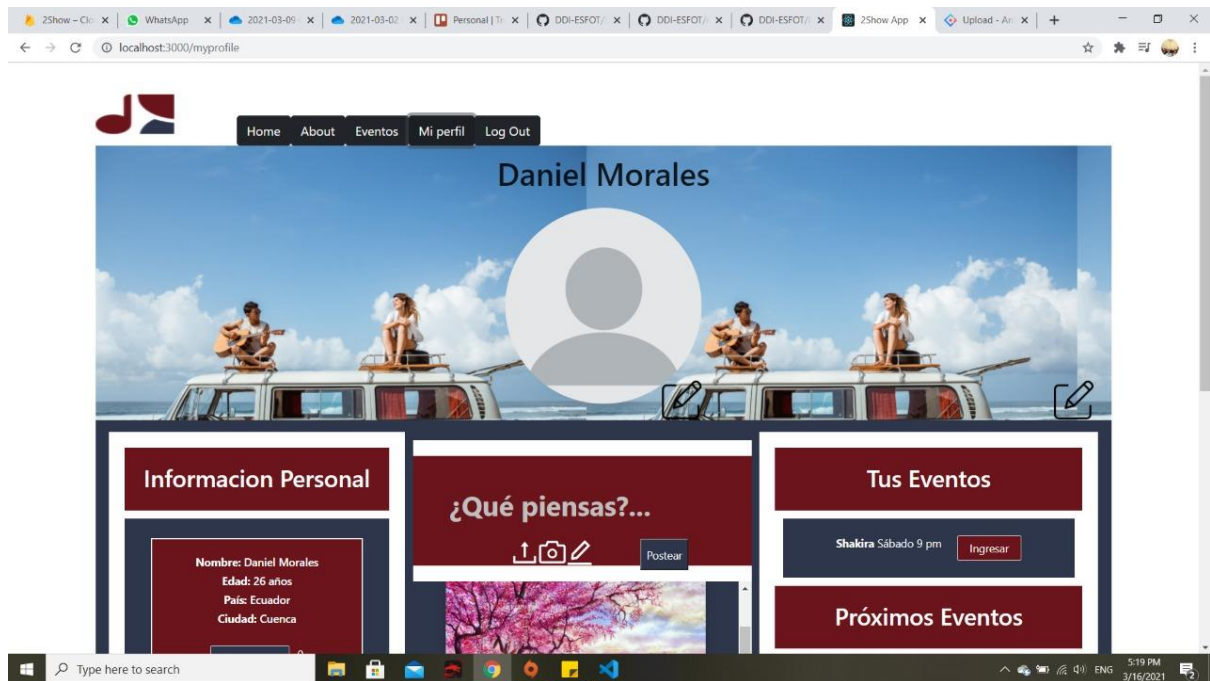 2Show – Clo
WhatsApp
2021-03-09
2021-03-02
Personal | Tr
DDI-ESFOT/
DDI-ESFOT/
DDI-ESFOT/
2Show App
Upload - An
localhost:3000/myprofile
Home About Eventos Mi perfil Log Out
Daniel Morales
Informacion Personal
Nombre: Daniel Morales
Edad: 26 años
País: Ecuador
Ciudad: Cuenca
¿Qué piensas?...
Postear
Tus Eventos
Shakira Sábado 9 pm Ingresar
Próximos Eventos
Type here to search
ENG
5:19 PM
3/16/2021
2